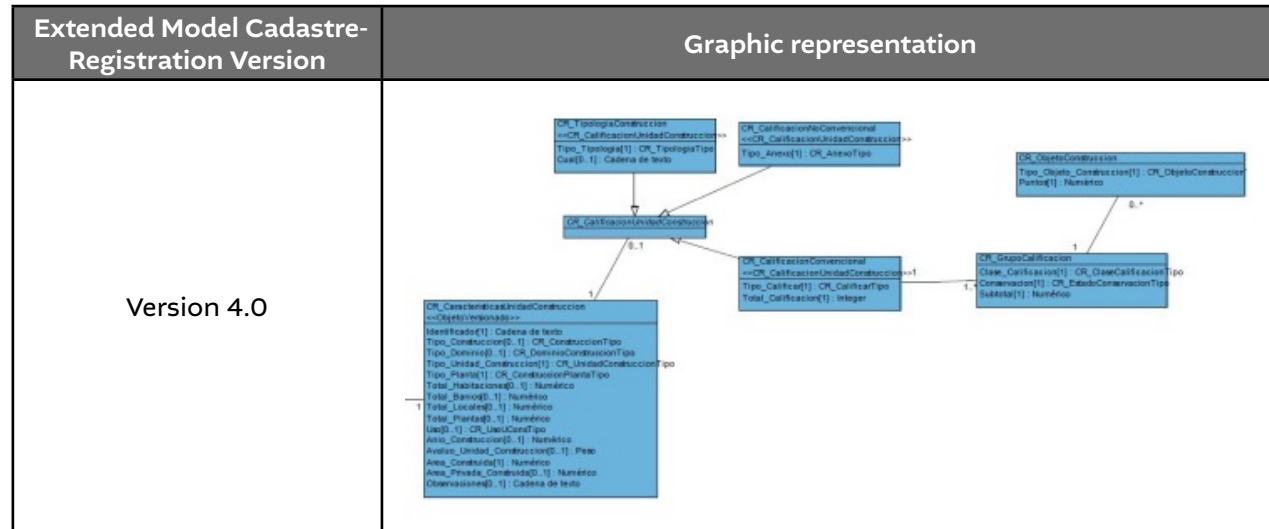 Extended Model Cadastre-
Registration Version
Graphic representation
Version 4.0
CR_TipologiaConstruccion
<<CR_CalificacionUnidadConstruccion>>
Tipo_Tipologia[1] : CR_TipologiaTipo
Cual[0..1] : Cadena de texto
CR_CalificacionNoConvencional
<<CR_CalificacionUnidadConstruccion>>
Tipo_Anexo[1] : CR_AnexoTipo
CR_ObjetoConstruccion
Tipo_Objeto_Construccion[1] : CR_ObjetoConstruccion
Puntos[1] : Numérico
0..*
CR_CalificacionUnidadConstruccion
0..1
1
CR_CalificacionConvencional
<<CR_CalificacionUnidadConstruccion>>
Tipo_Calificar[1] : CR_CalificarTipo
Total_Calificacion[1] : Integer
1
1..*
1
CR_GrupoCalificacion
Clase_Calificacion[1] : CR_ClaseCalificacionTipo
Conservacion[1] : CR_EstadoConservacionTipo
Subtotal[1] : Numérico
1
CR_CaracteristicasUnidadConstruccion
<<ObjetoVersionado>>
Identificador[1] : Cadena de texto
Tipo_Construccion[0..1] : CR_ConstruccionTipo
Tipo_Dominio[0..1] : CR_DominioConstruccionTipo
Tipo_Unidad_Construccion[1] : CR_UnidadConstruccionTipo
Tipo_Planta[1] : CR_ConstruccionPlantaTipo
Total_Habitaciones[0..1] : Numérico
Total_Banios[0..1] : Numérico
Total_Locales[0..1] : Numérico
Total_Plantas[0..1] : Numérico
Uso[0..1] : CR_UsoUConsTipo
Anio_Construccion[0..1] : Numérico
Avaluo_Unidad_Construccion[0..1] : Peso
Area_Construida[1] : Numérico
Area_Privada_Construida[0..1] : Numérico
Observaciones[0..1] : Cadena de texto